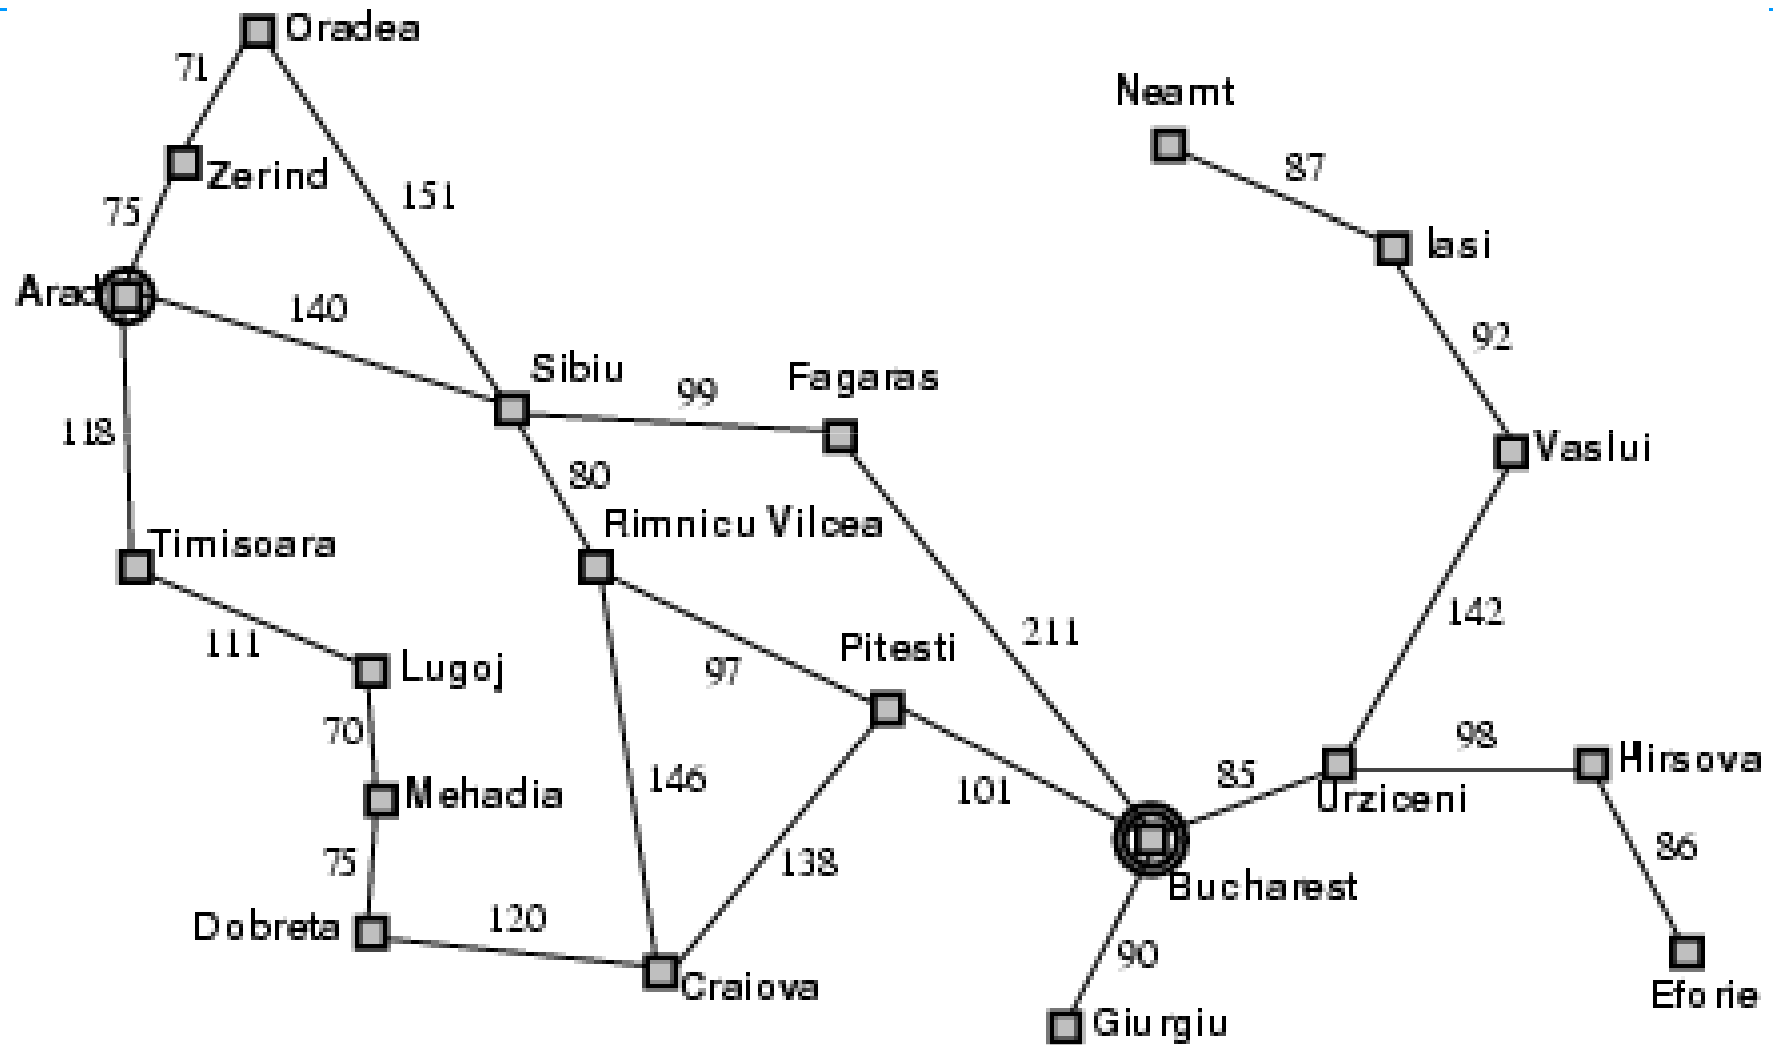 Oradea
71
Neamt
87
Zerind
151
75
Iasi
Arad
140
92
Sibiu
Fagaras
99
118
Vaslui
80
Rimnicu Vilcea
Timisoara
142
211
111
Pitesti
Lugoj
97
70
98
Hirsova
85
146
101
Mehadia
Urziceni
86
138
75
Bucharest
120
Dobreta
90
Craiova
Eforie
Giurgiu